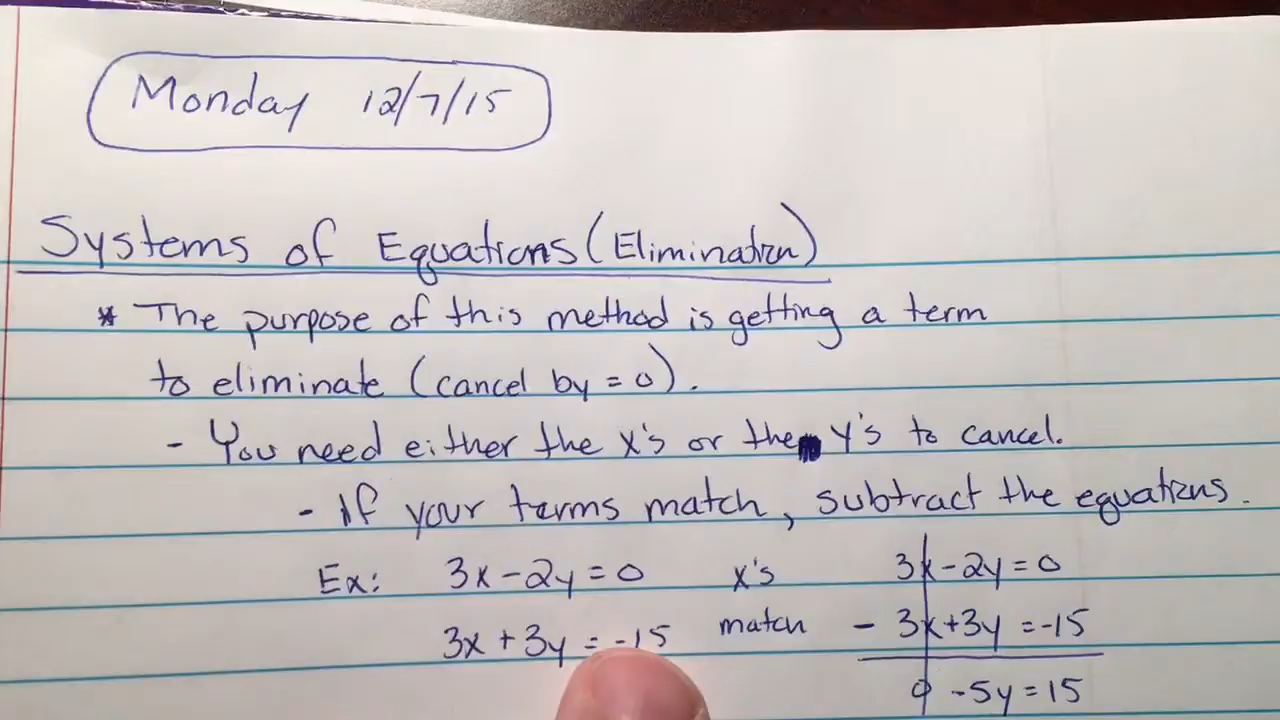 Monday 12/7/15
Systems of Equations (Elimination)
* The purpose of this method is getting a term
to eliminate (cancel by = 0).
- You need either the x's or the y's to cancel.
- If your terms match, subtract the equations.
Ex: 3x - 2y = 0 x's 3x - 2y = 0
3x + 3y = -15 match - 3x + 3y = -15
0 -5y = 15